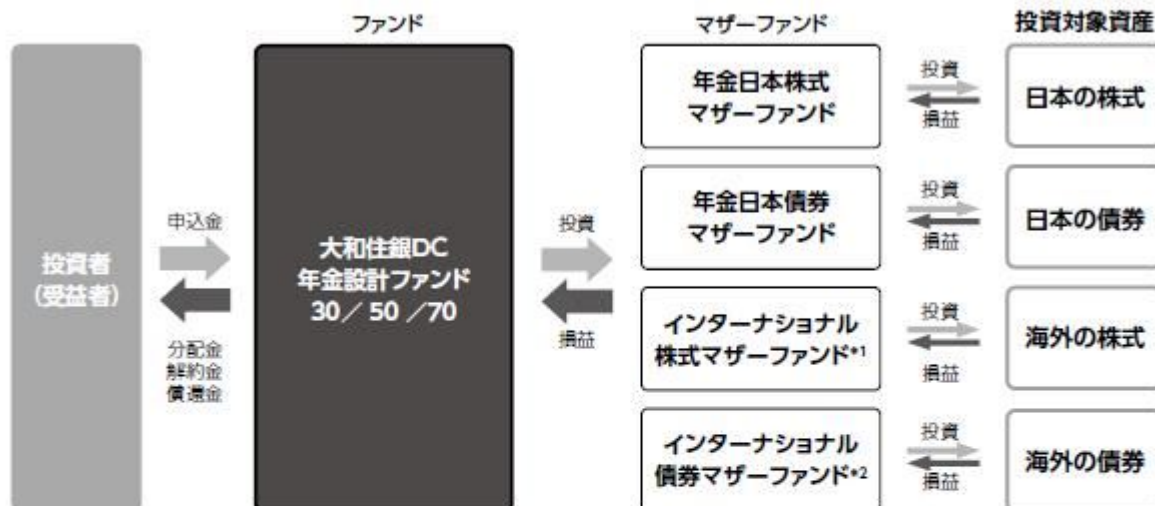 ファンド
マザーファンド
投資対象資産
投資者
(受益者)
申込金
分配金
解約金
償還金
大和住銀DC
年金設計ファンド
30／ 50 ／70
投資
損益
年金日本株式
マザーファンド
投資
損益
日本の株式
年金日本債券
マザーファンド
投資
損益
日本の債券
インターナショナル
株式マザーファンド*1
投資
損益
海外の株式
インターナショナル
債券マザーファンド*2
投資
損益
海外の債券